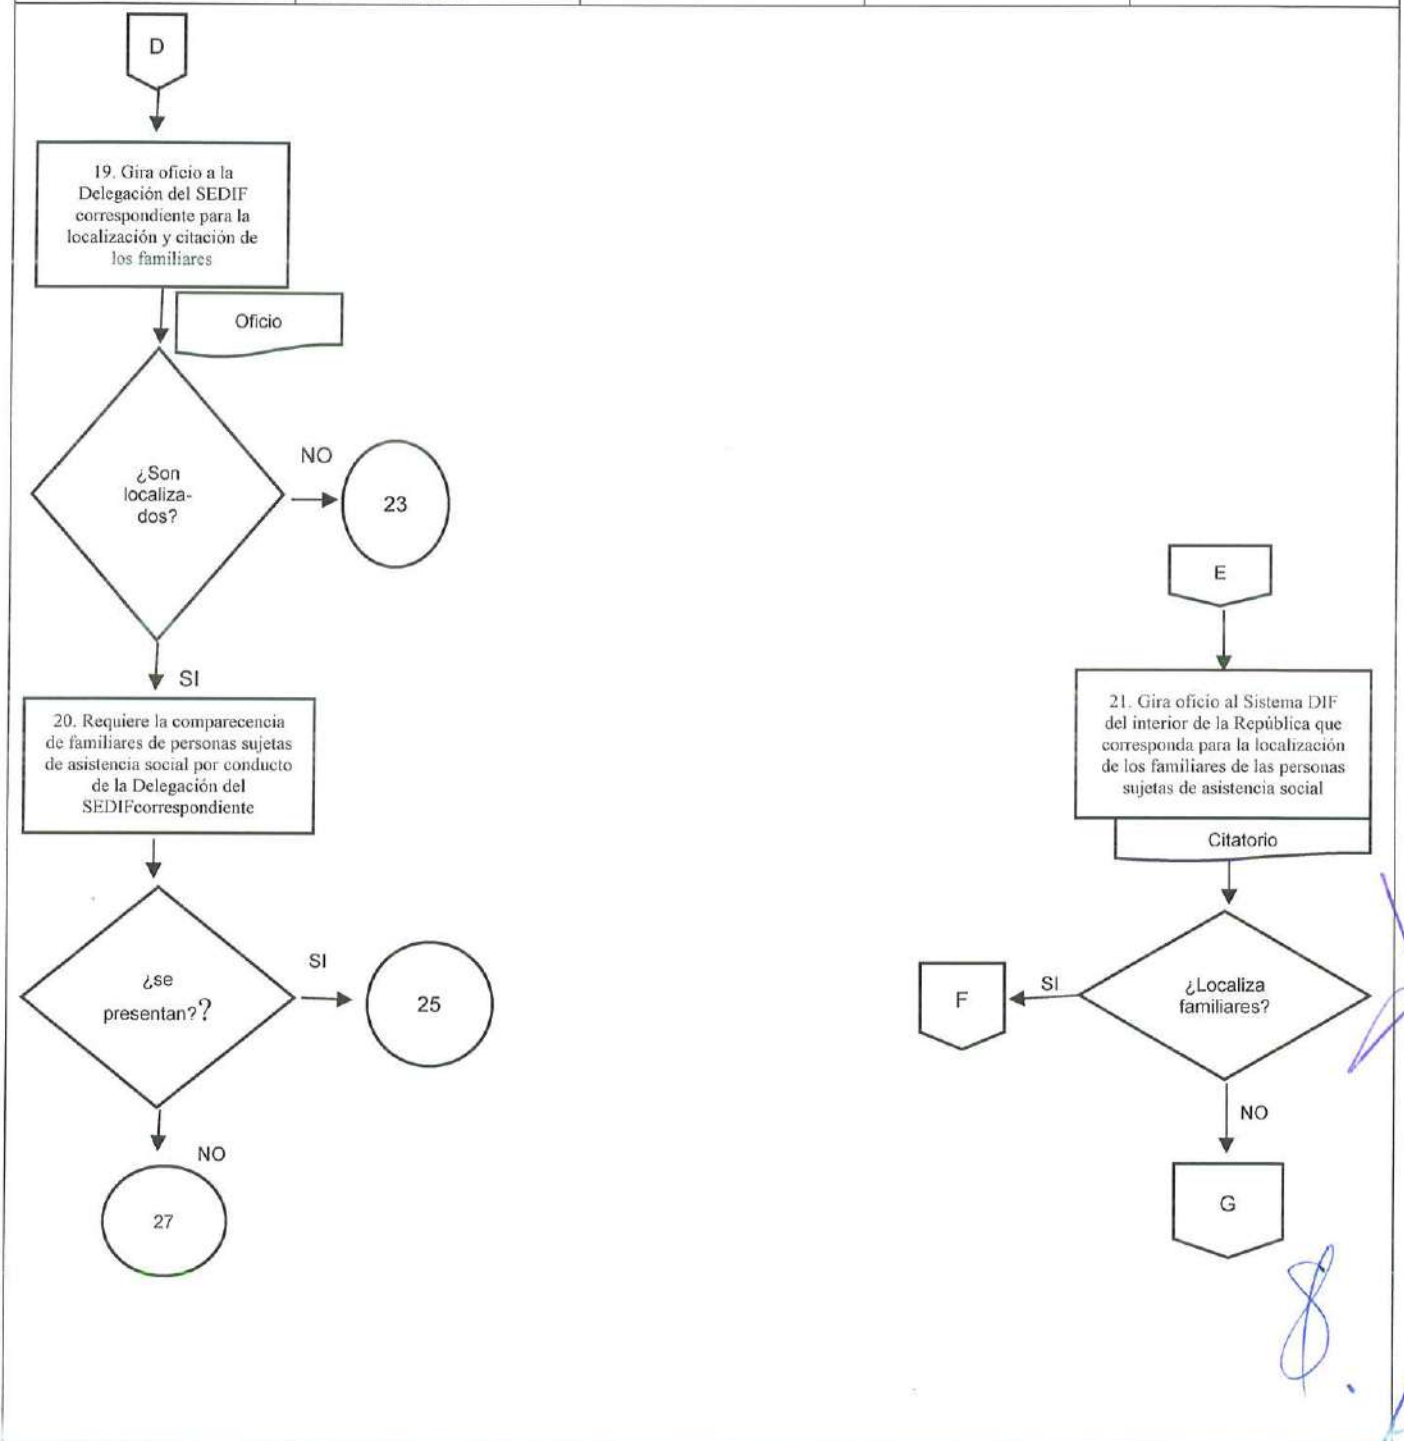 D
19. Gira oficio a la
Delegación del SEDIF
correspondiente para la
localización y citación de
los familiares
Oficio
¿Son
localiza-
dos?
NO
23
SI
20. Requiere la comparecencia
de familiares de personas sujetas
de asistencia social por conducto
de la Delegación del
SEDIFcorrespondiente
¿se
presentan??
SI
25
NO
27
E
21. Gira oficio al Sistema DIF
del interior de la República que
corresponda para la localización
de los familiares de las personas
sujetas de asistencia social
Citatorio
¿Localiza
familiares?
SI
F
NO
G